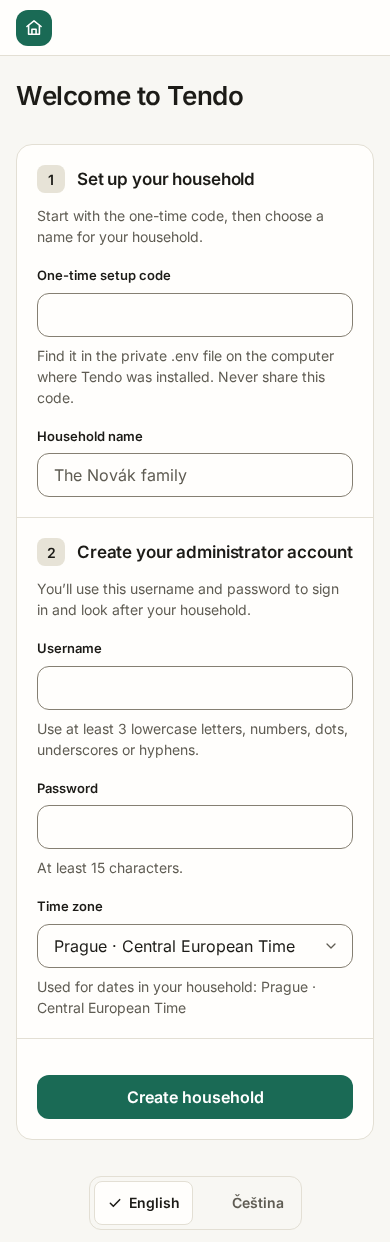 Welcome to Tendo
1 Set up your household
Start with the one-time code, then choose a
name for your household.
One-time setup code
Find it in the private .env file on the computer
where Tendo was installed. Never share this
code.
Household name
The Novák family
2 Create your administrator account
You’ll use this username and password to sign
in and look after your household.
Username
Use at least 3 lowercase letters, numbers, dots,
underscores or hyphens.
Password
At least 15 characters.
Time zone
Prague · Central European Time
Used for dates in your household: Prague ·
Central European Time
Create household
English Čeština